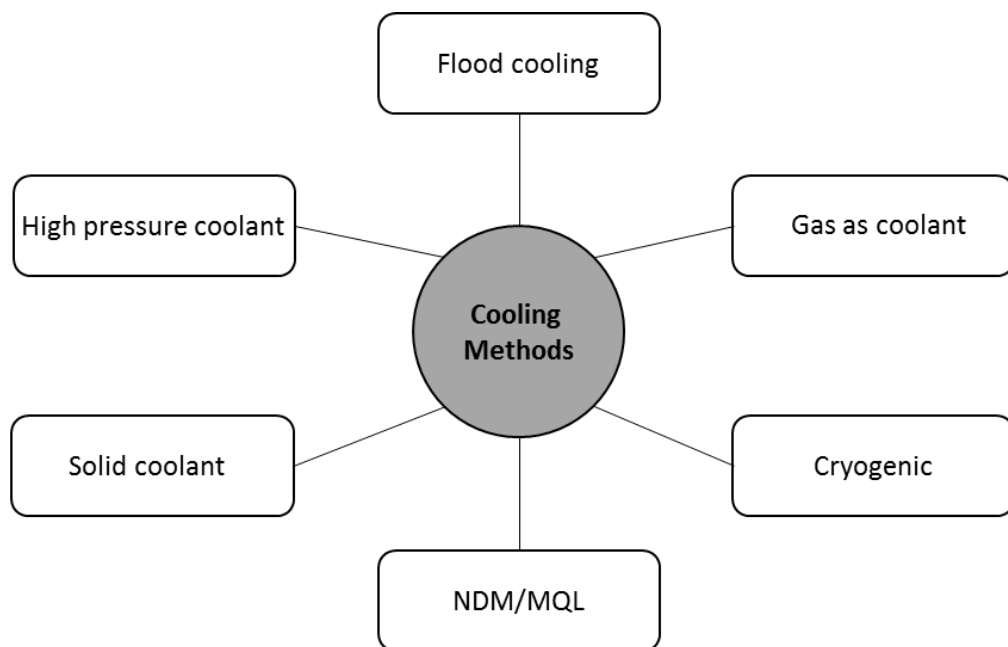 Flood cooling
High pressure coolant
Gas as coolant
Cooling
Methods
Solid coolant
Cryogenic
NDM/MQL